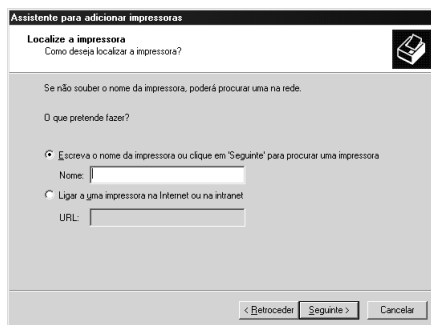 Assistente para adicionar impressoras
Localize a impressora
Como deseja localizar a impressora?
Se não souber o nome da impressora, poderá procurar uma na rede.
O que pretende fazer?
Escreva o nome da impressora ou clique em 'Seguinte' para procurar uma impressora
Nome:
Ligar a uma impressora na Internet ou na intranet
URL:
< Retroceder
Seguinte >
Cancelar